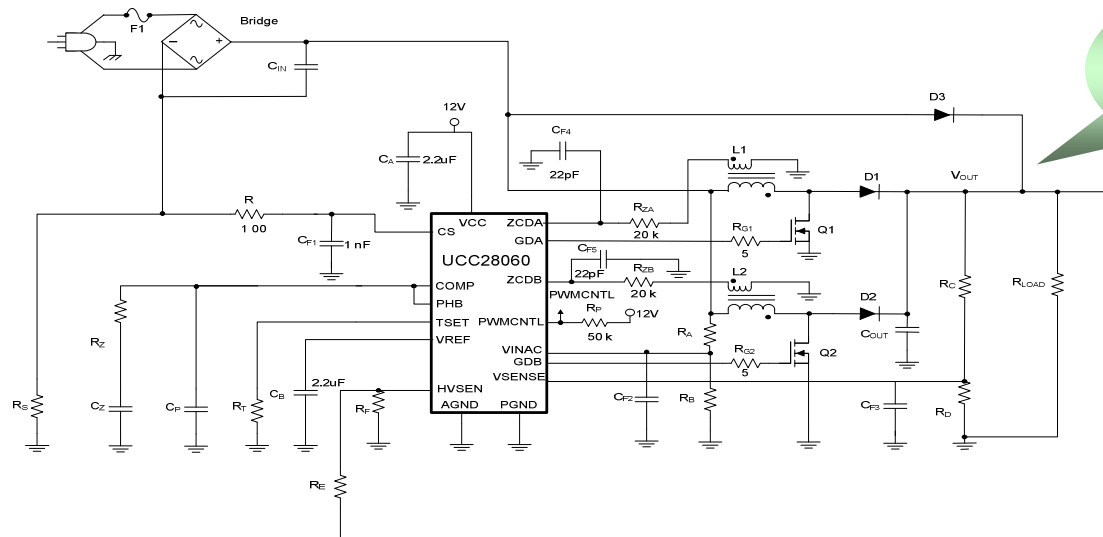 F1
Bridge
CIN
12V
CA
2.2uF
CF4
22pF
L1
D3
D1
VOUT
R
100
CF1
1 nF
VCC
CS
UCC28060
COMP
PHB
TSET
VREF
HVSEN
AGND
PGND
ZCDA
GDA
ZCDB
PWMCNTL
VINAC
GDB
VSENSE
RZA
20 k
RG1
5
Q1
CF5
22pF
RZB
20k
L2
PWMCNTL
RP
50 k
12V
D2
RA
RG2
5
Q2
COUT
RC
RLOAD
RZ
CZ
CP
RT
CB
2.2uF
RF
RS
CF2
RB
CF3
RD
RE